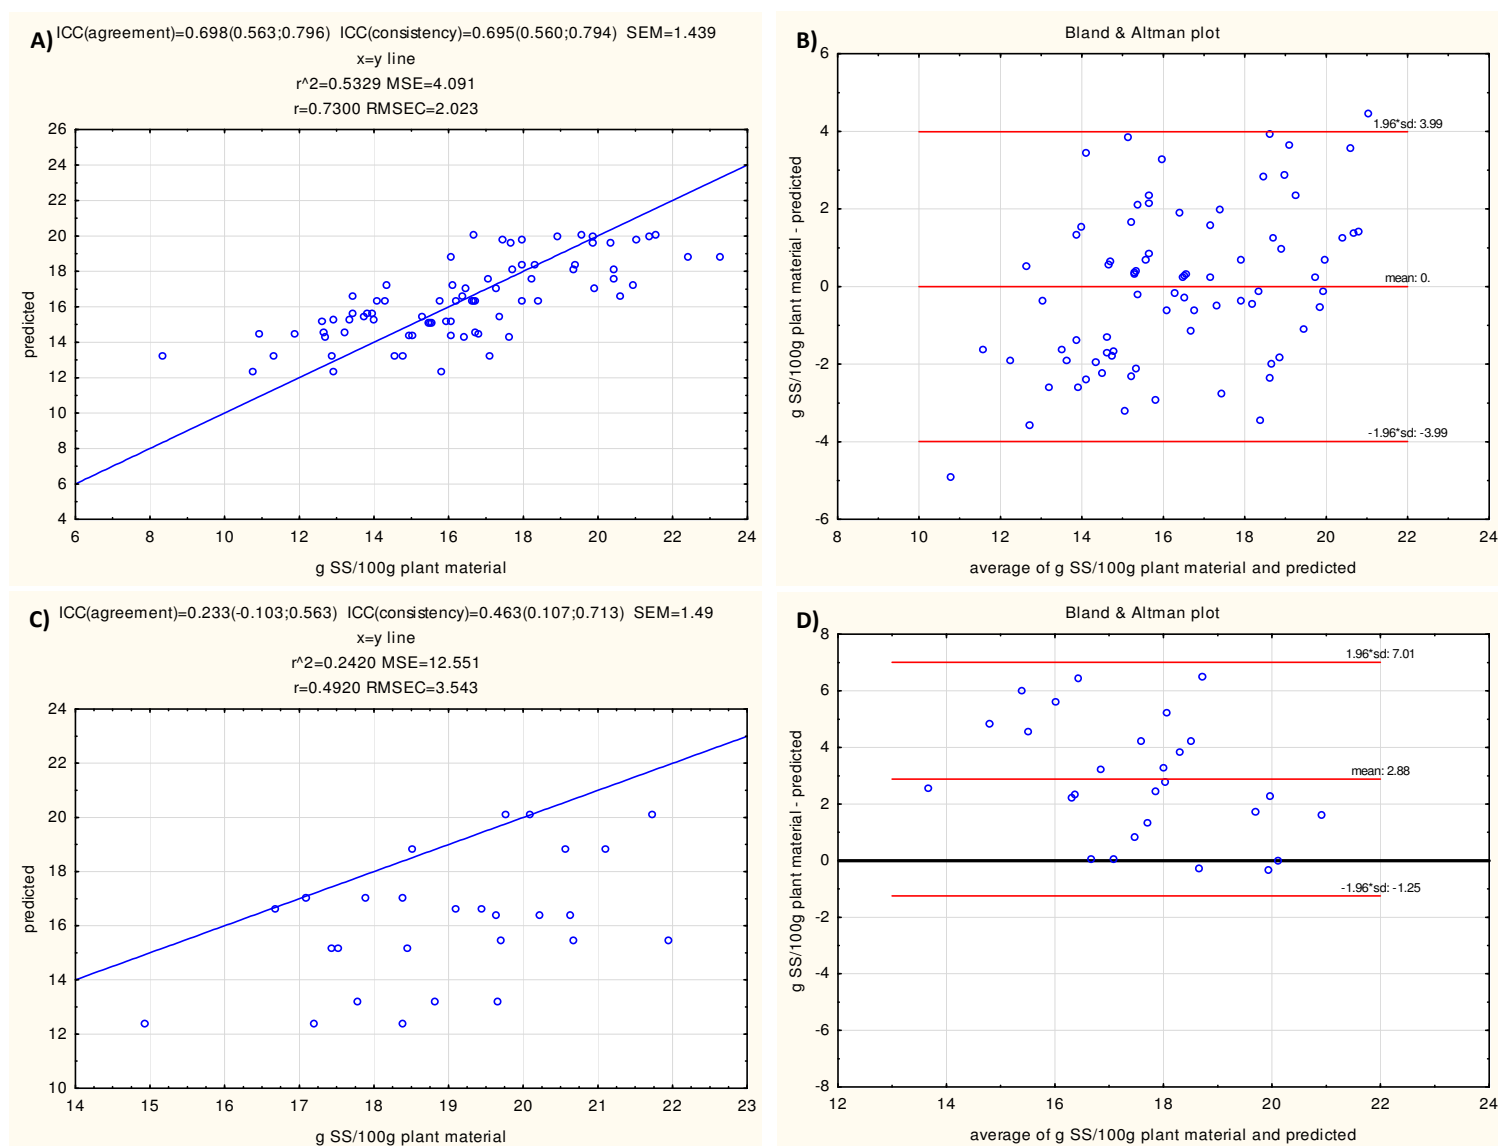 A) ICC(agreement)=0.698(0.563;0.796) ICC(consistency)=0.695(0.560;0.794) SEM=1.439
x=y line
r^2=0.5329 MSE=4.091
r=0.7300 RMSEC=2.023
26
24
22
20
18
16
14
12
10
8
6
4
predicted
6 8 10 12 14 16 18 20 22 24
g SS/100g plant material
B) Bland & Altman plot
6
4
2
0
-2
-4
-6
g SS/100g plant material - predicted
1.96*sd: 3.99
mean: 0.
-1.96*sd: -3.99
8 10 12 14 16 18 20 22 24
average of g SS/100g plant material and predicted
C) ICC(agreement)=0.233(-0.103;0.563) ICC(consistency)=0.463(0.107;0.713) SEM=1.49
x=y line
r^2=0.2420 MSE=12.551
r=0.4920 RMSEC=3.543
24
22
20
18
16
14
12
10
predicted
14 15 16 17 18 19 20 21 22 23
g SS/100g plant material
D) Bland & Altman plot
8
6
4
2
0
-2
-4
-6
-8
g SS/100g plant material - predicted
1.96*sd: 7.01
mean: 2.88
-1.96*sd: -1.25
12 14 16 18 20 22 24
average of g SS/100g plant material and predicted